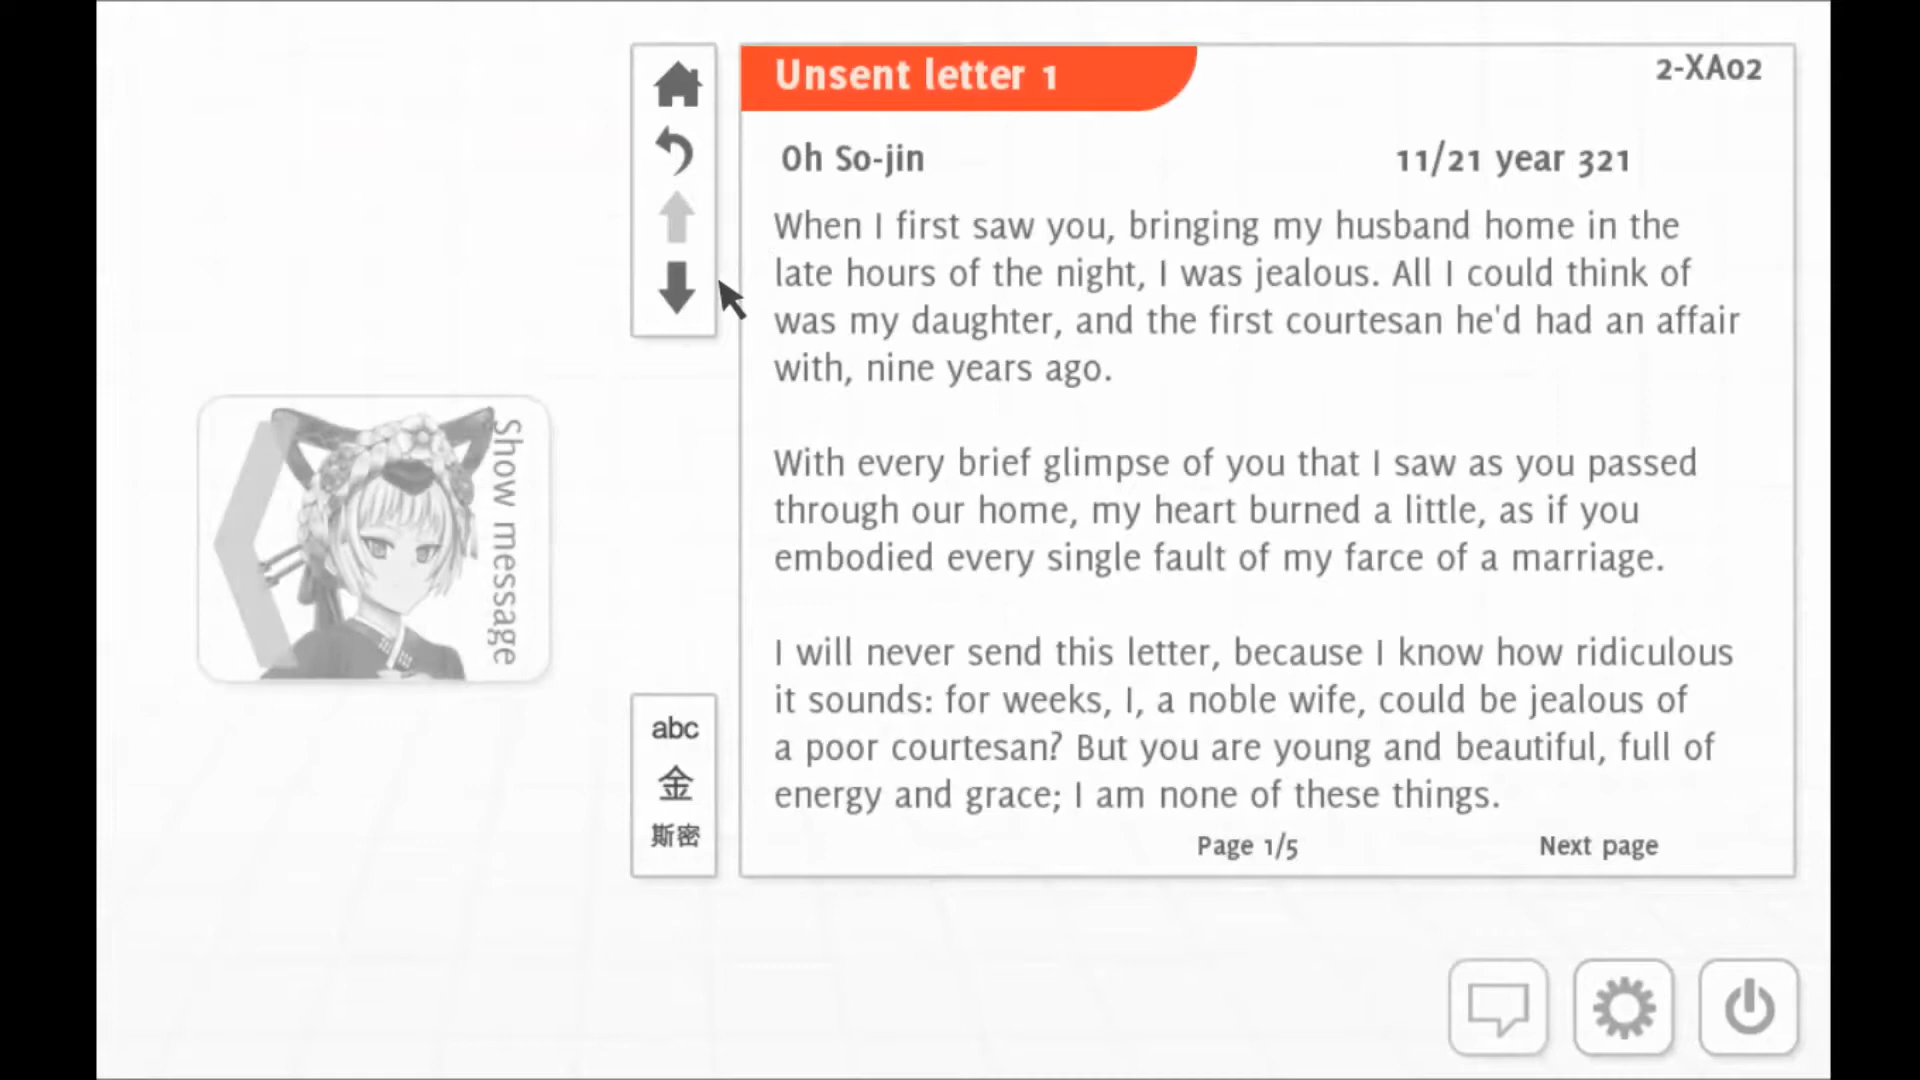 Unsent letter 1
2-XA02
Oh So-jin
11/21 year 321
When I first saw you, bringing my husband home in the
late hours of the night, I was jealous. All I could think of
was my daughter, and the first courtesan he'd had an affair
with, nine years ago.
With every brief glimpse of you that I saw as you passed
through our home, my heart burned a little, as if you
embodied every single fault of my farce of a marriage.
I will never send this letter, because I know how ridiculous
it sounds: for weeks, I, a noble wife, could be jealous of
a poor courtesan? But you are young and beautiful, full of
energy and grace; I am none of these things.
Page 1/5
Next page
Show message
abc
金
斯密